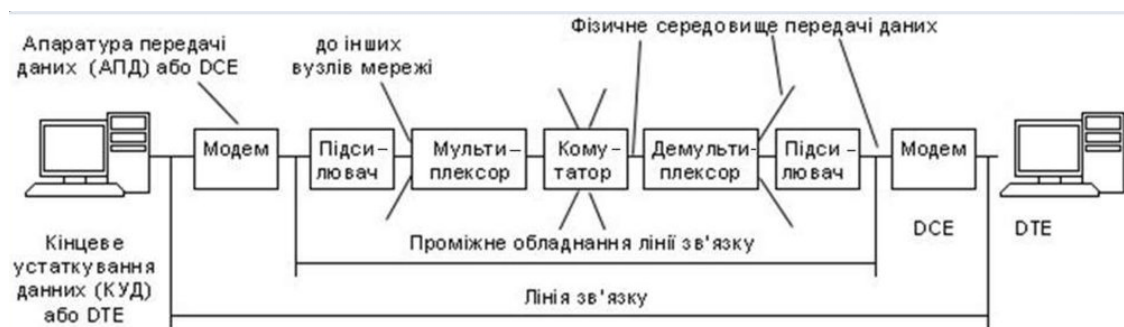 Апаратура передачі
даних (АПД) або DCE
до інших
вузлів мережі
Фізичне середовище передачі даних
Модем
Підси–
лювач
Мульти–
плексор
Кому–
татор
Демульти–
плексор
Підси–
лювач
Модем
DCE
DTE
Кінцеве
устаткування
данних (КУД)
або DTE
Проміжне обладнання лінії зв'язку
Лінія зв'язку